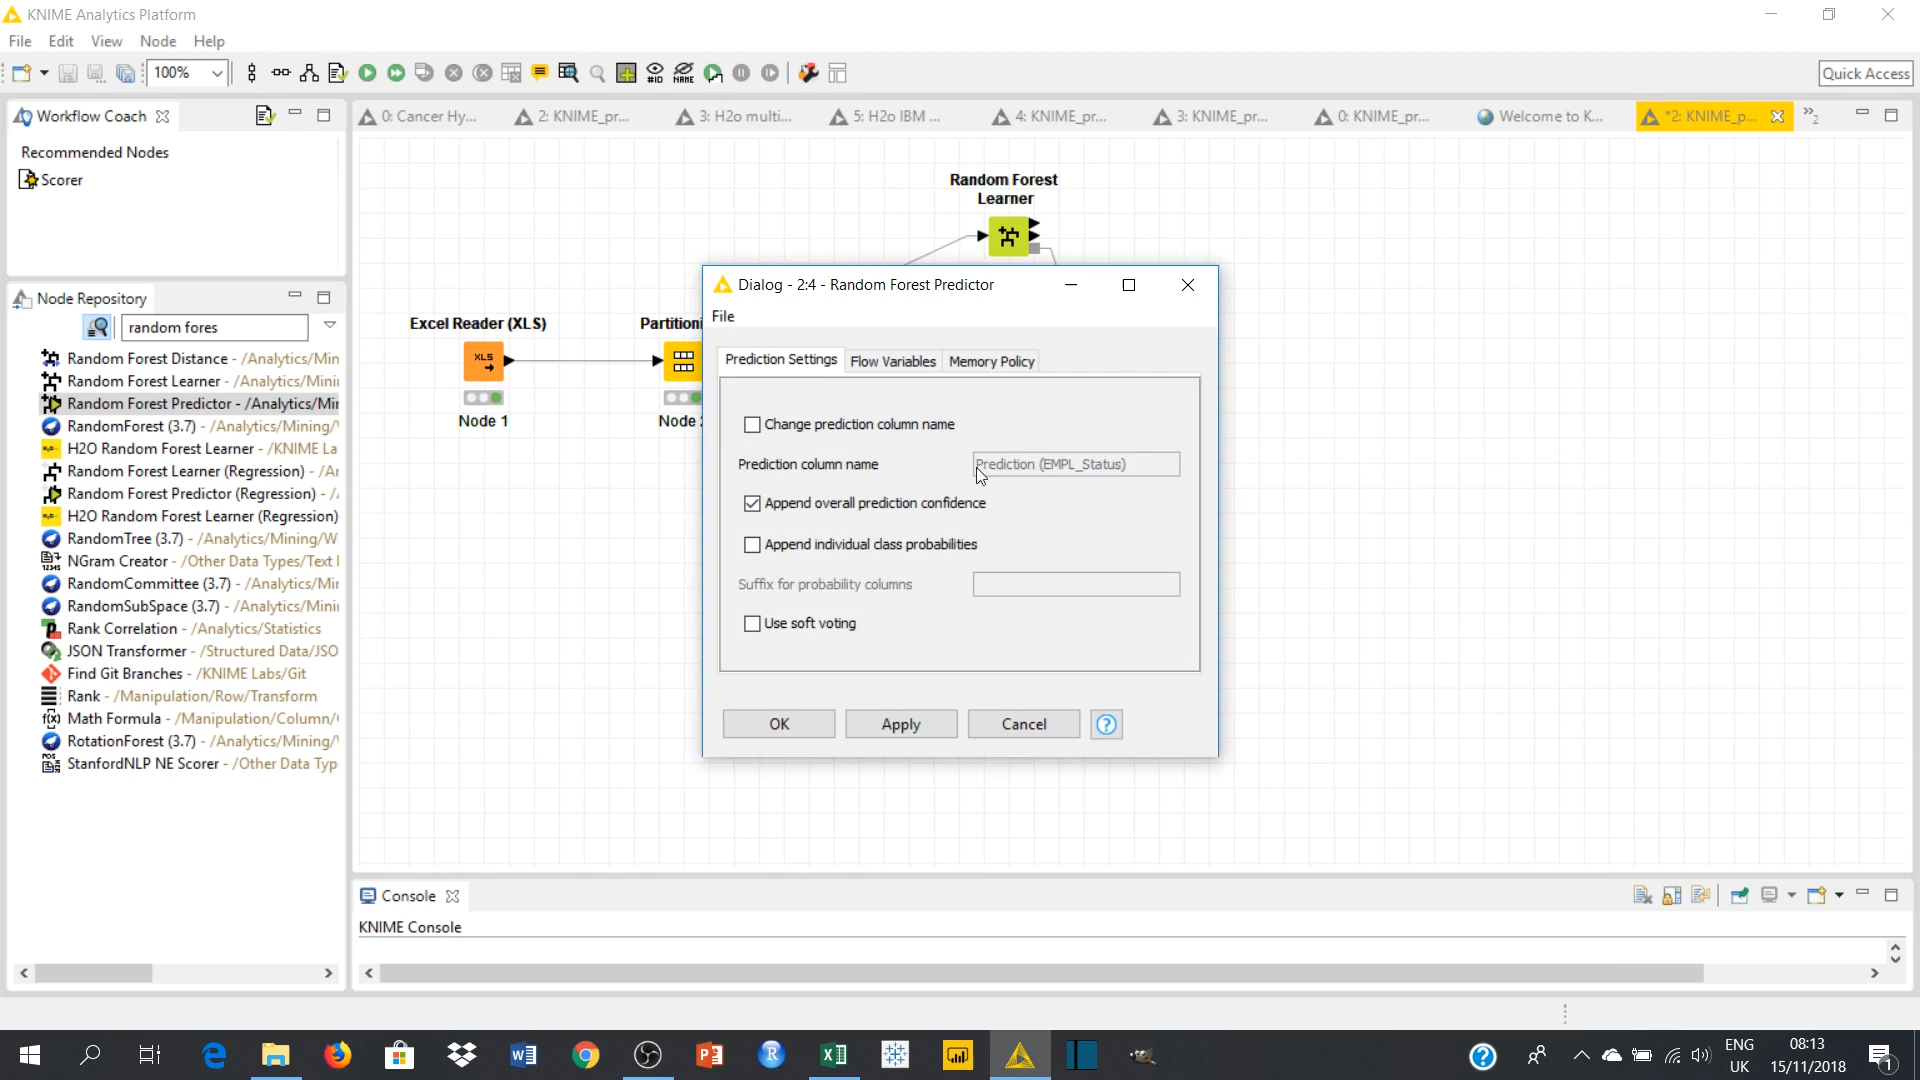 KNIME Analytics Platform
File Edit View Node Help
100%
Quick Access
Workflow Coach
Recommended Nodes
Scorer
0: Cancer Hy...
2: KNIME_pr...
3: H2o multi...
5: H2o IBM ...
4: KNIME_pr...
3: KNIME_pr...
0: KNIME_pr...
Welcome to K...
*2: KNIME_p...
»2
Node Repository
random fores
Random Forest Distance - /Analytics/Min
Random Forest Learner - /Analytics/Mini
Random Forest Predictor - /Analytics/Mir
RandomForest (3.7) - /Analytics/Mining/
H2O Random Forest Learner - /KNIME La
Random Forest Learner (Regression) - /A
Random Forest Predictor (Regression) - /
H2O Random Forest Learner (Regression)
RandomTree (3.7) - /Analytics/Mining/W
NGram Creator - /Other Data Types/Text
RandomCommittee (3.7) - /Analytics/Mi
RandomSubSpace (3.7) - /Analytics/Mini
Rank Correlation - /Analytics/Statistics
JSON Transformer - /Structured Data/JSO
Find Git Branches - /KNIME Labs/Git
Rank - /Manipulation/Row/Transform
Math Formula - /Manipulation/Column/
RotationForest (3.7) - /Analytics/Mining/
StanfordNLP NE Scorer - /Other Data Typ
Random Forest
Learner
Excel Reader (XLS)
XLS
Node 1
Partitioni
Node
Dialog - 2:4 - Random Forest Predictor
File
Prediction Settings Flow Variables Memory Policy
Change prediction column name
Prediction column name Prediction (EMPL_Status)
Append overall prediction confidence
Append individual class probabilities
Suffix for probability columns
Use soft voting
OK Apply Cancel
Console
KNIME Console
ENG
UK
08:13
15/11/2018
1